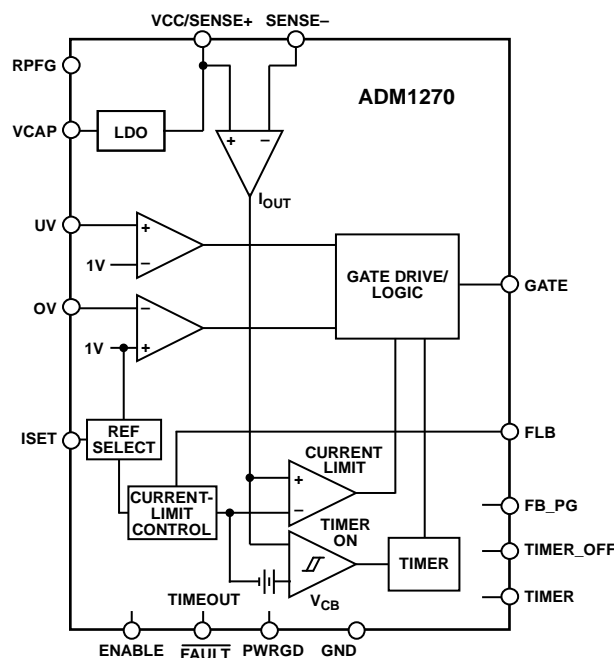 VCC/SENSE+ SENSE–
RPFG
ADM1270
VCAP
LDO
+ –
IOUT
UV
+
1V
–
GATE DRIVE/
LOGIC
GATE
OV
–
1V
+
ISET
REF
SELECT
FLB
CURRENT
LIMIT
+
–
CURRENT-
LIMIT
CONTROL
FB_PG
TIMER
ON
TIMER
TIMER_OFF
VCB
TIMER
TIMEOUT
ENABLE FAULT PWRGD GND